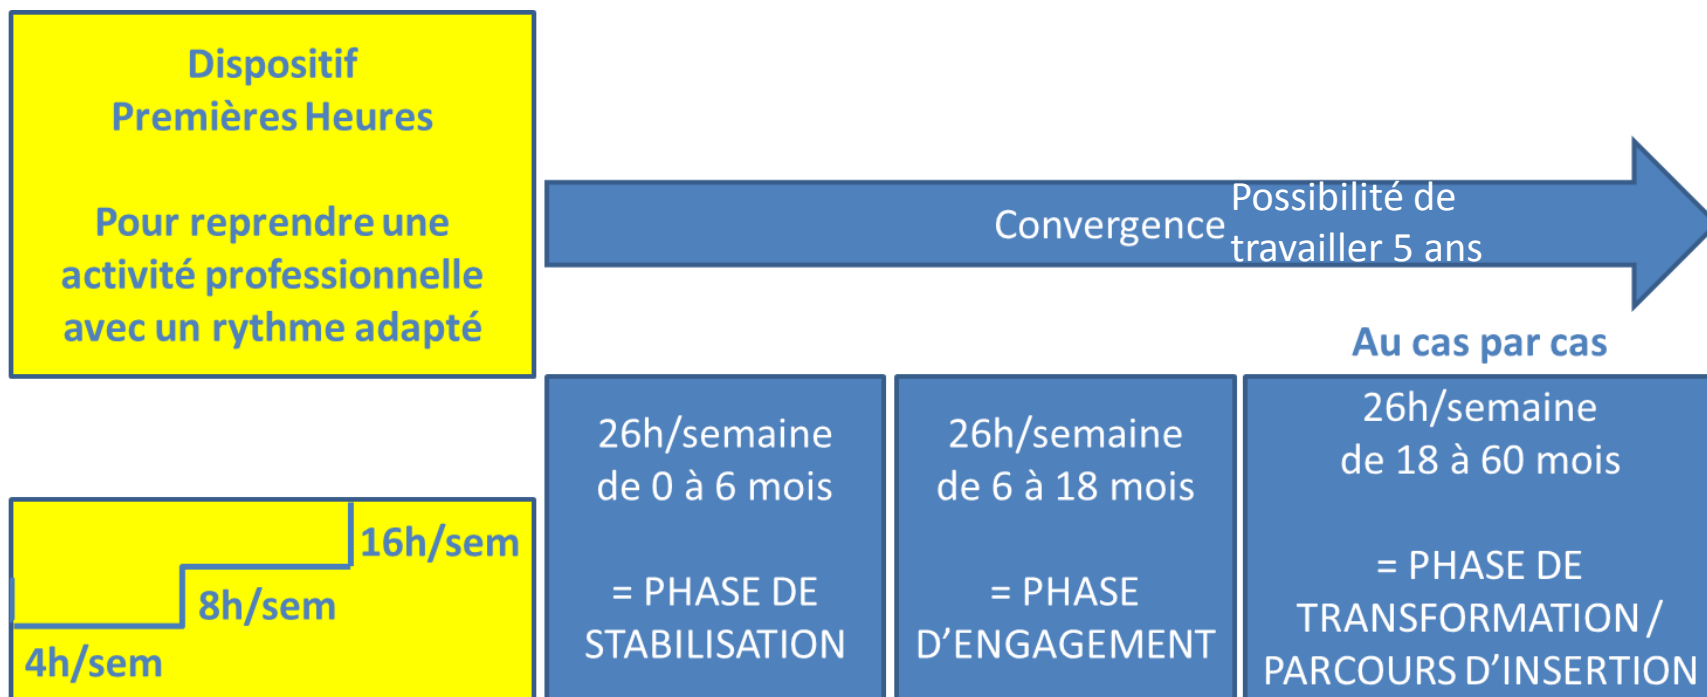 Dispositif
Premières Heures
Pour reprendre une
activité professionnelle
avec un rythme adapté
Convergence
Possibilité de
travailler 5 ans
Au cas par cas
4h/sem
8h/sem
16h/sem
26h/semaine
de 0 à 6 mois
= PHASE DE
STABILISATION
26h/semaine
de 6 à 18 mois
= PHASE
D’ENGAGEMENT
26h/semaine
de 18 à 60 mois
= PHASE DE
TRANSFORMATION /
PARCOURS D’INSERTION